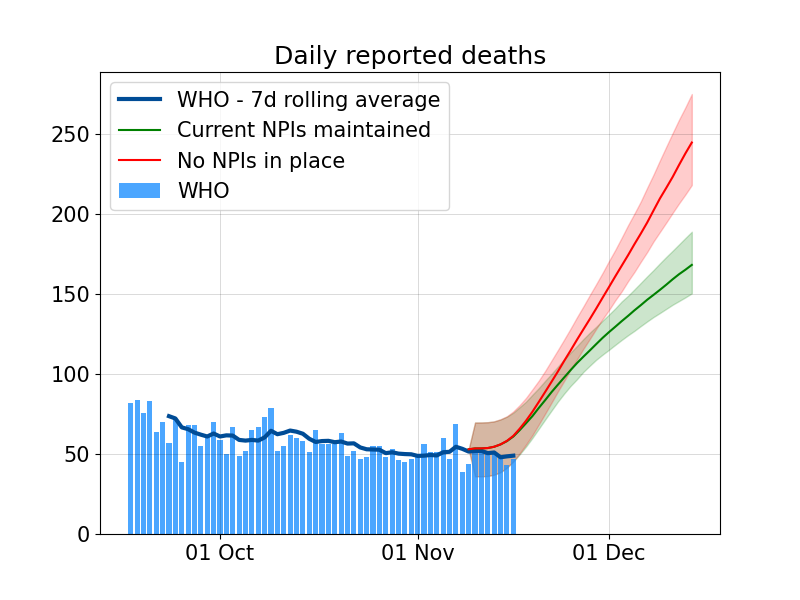 Daily reported deaths
WHO - 7d rolling average
Current NPIs maintained
No NPIs in place
WHO
250
200
150
100
50
0
01 Oct
01 Nov
01 Dec